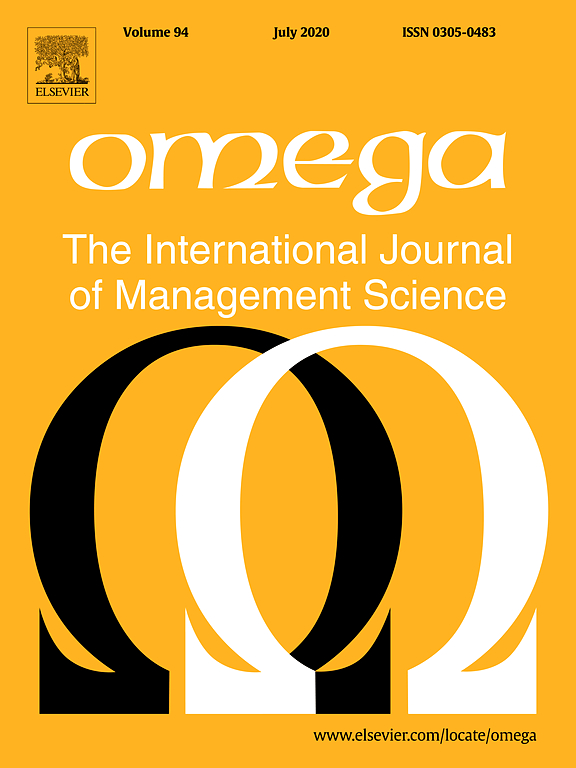 Volume 94 July 2020 ISSN 0305-0483
ELSEVIER
omega
The International Journal
of Management Science
www.elsevier.com/locate/omega